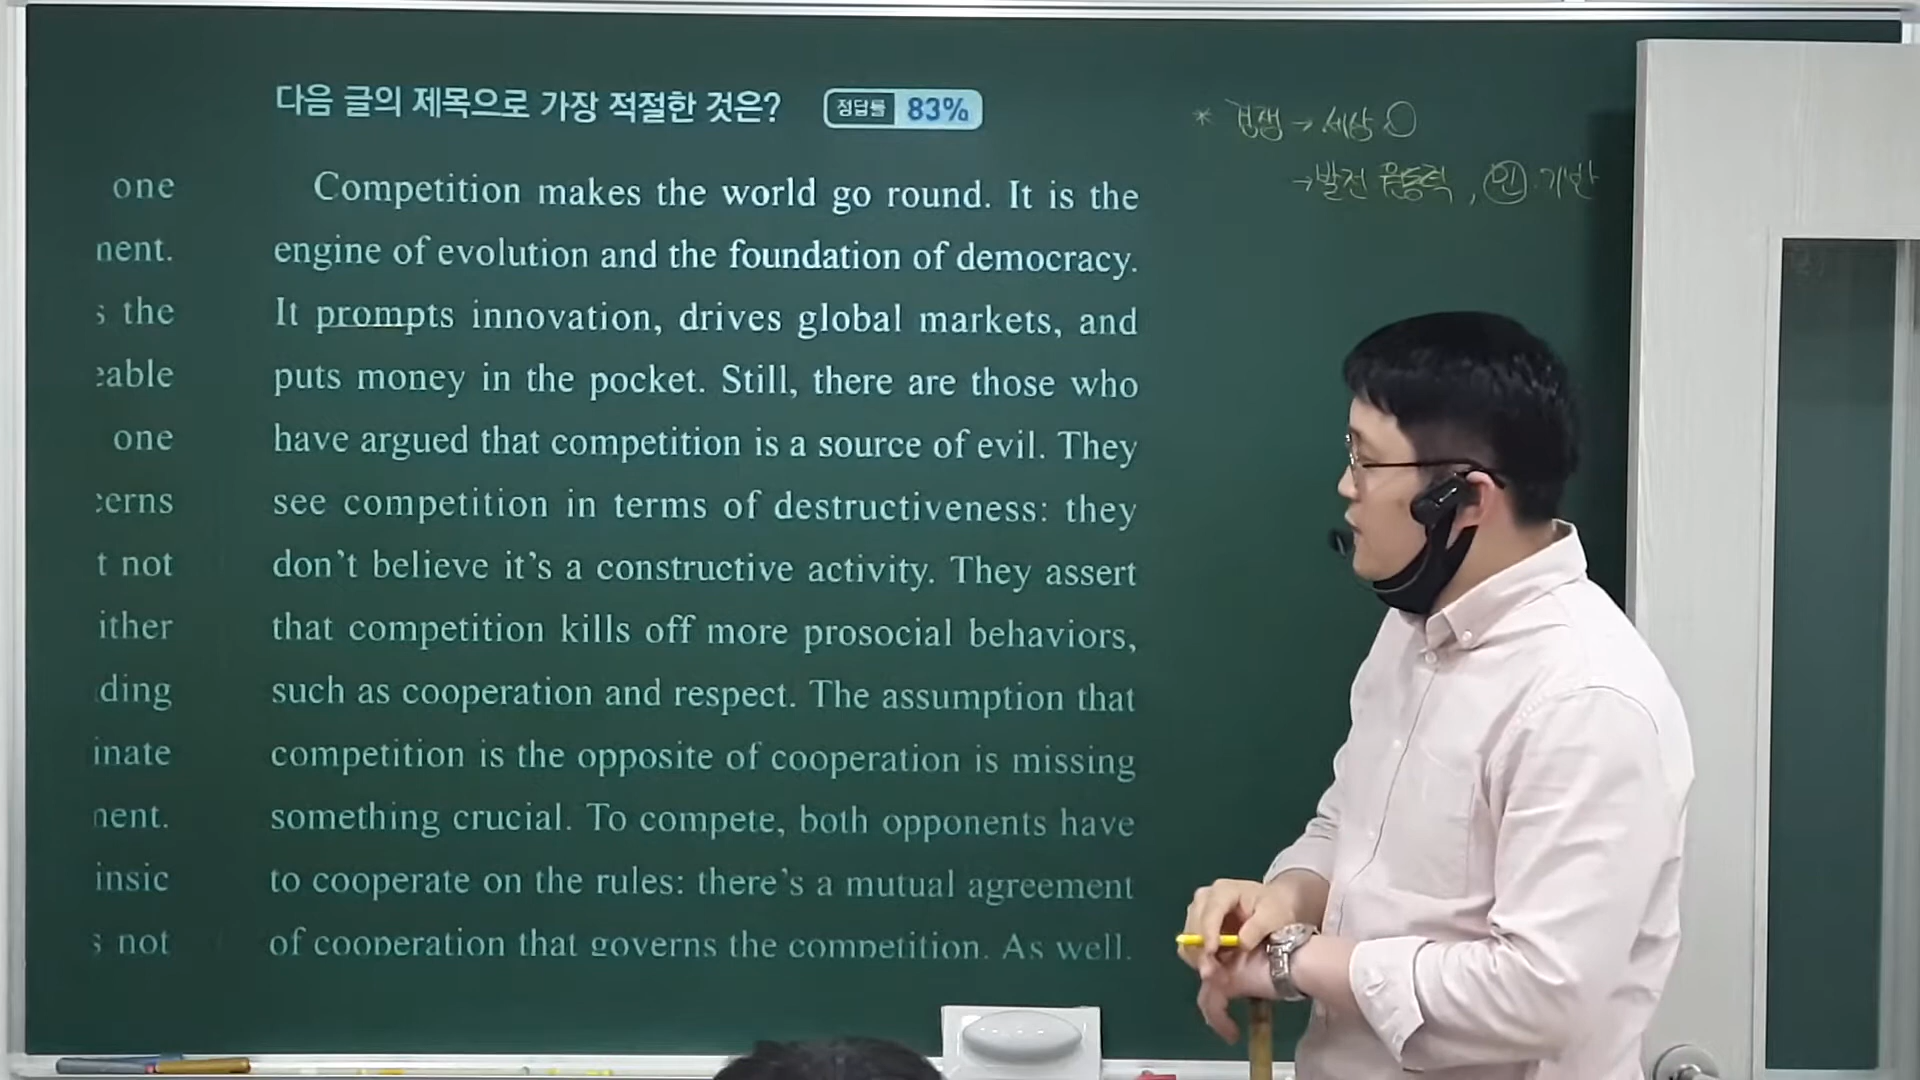 다음 글의 제목으로 가장 적절한 것은?
정답률 83%
* 경쟁 → 세상
→ 발전 원동력, 민. 기반
one
nent.
s the
eable
one
cerns
t not
ither
ding
inate
nent.
insic
s not
Competition makes the world go round. It is the
engine of evolution and the foundation of democracy.
It prompts innovation, drives global markets, and
puts money in the pocket. Still, there are those who
have argued that competition is a source of evil. They
see competition in terms of destructiveness: they
don't believe it's a constructive activity. They assert
that competition kills off more prosocial behaviors,
such as cooperation and respect. The assumption that
competition is the opposite of cooperation is missing
something crucial. To compete, both opponents have
to cooperate on the rules: there's a mutual agreement
of cooperation that governs the competition. As well,